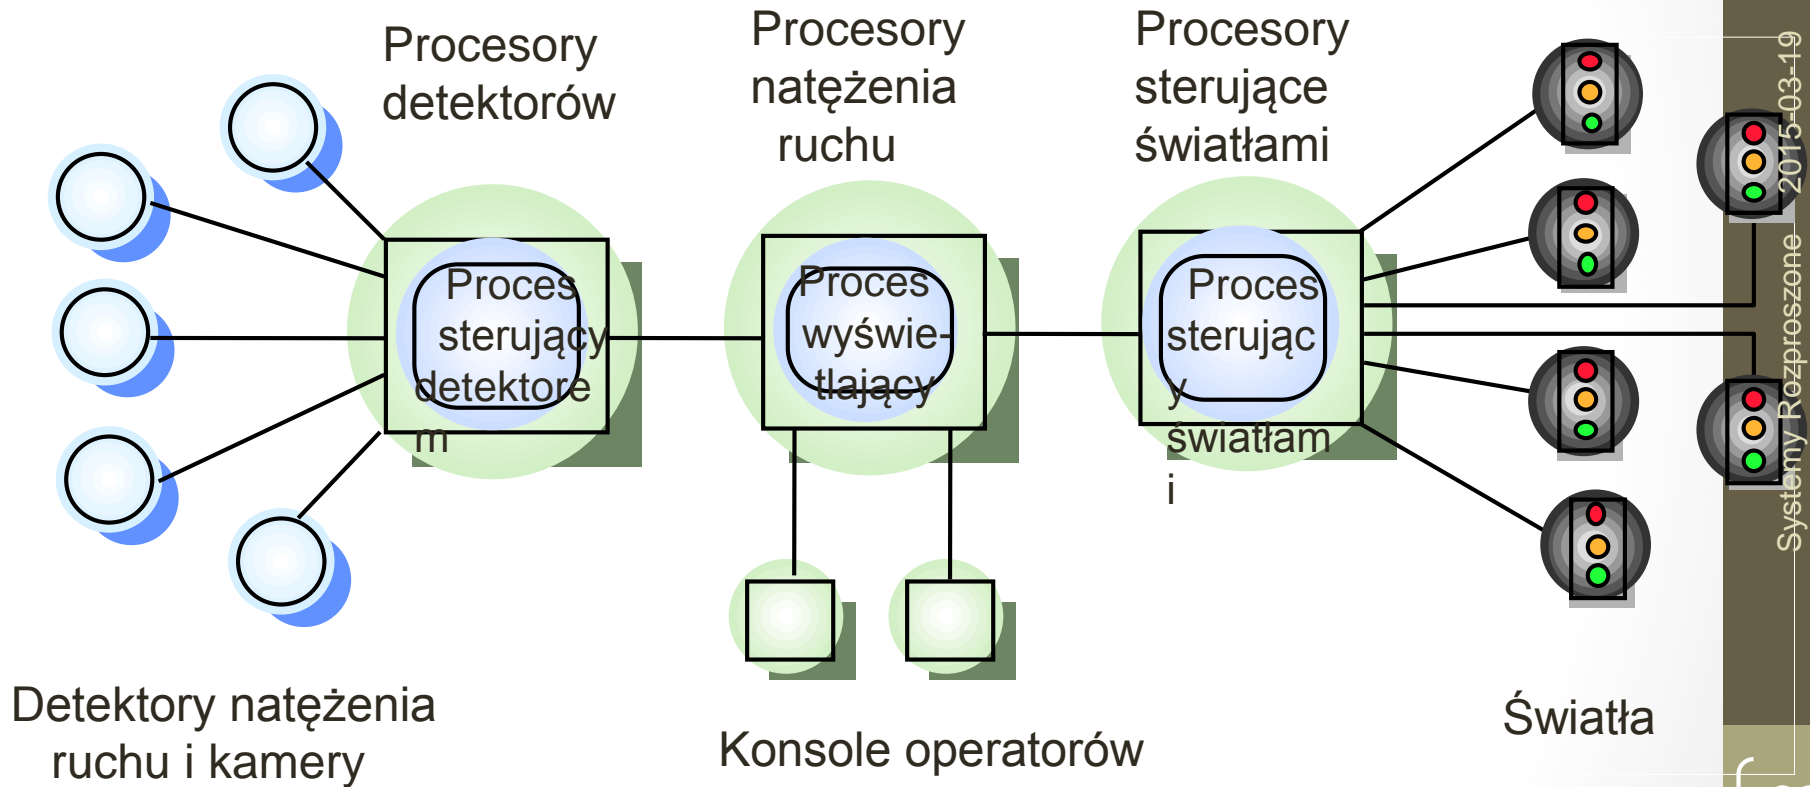 Procesory
detektorów
Procesory
natężenia
ruchu
Procesory
sterujące
światłami
Proces
sterujący
detektore
m
Proces
wyświe-
tlający
Proces
sterując
y
światłam
i
Detektory natężenia
ruchu i kamery
Konsole operatorów
Światła
Systemy Rozproszone 2015-03-19